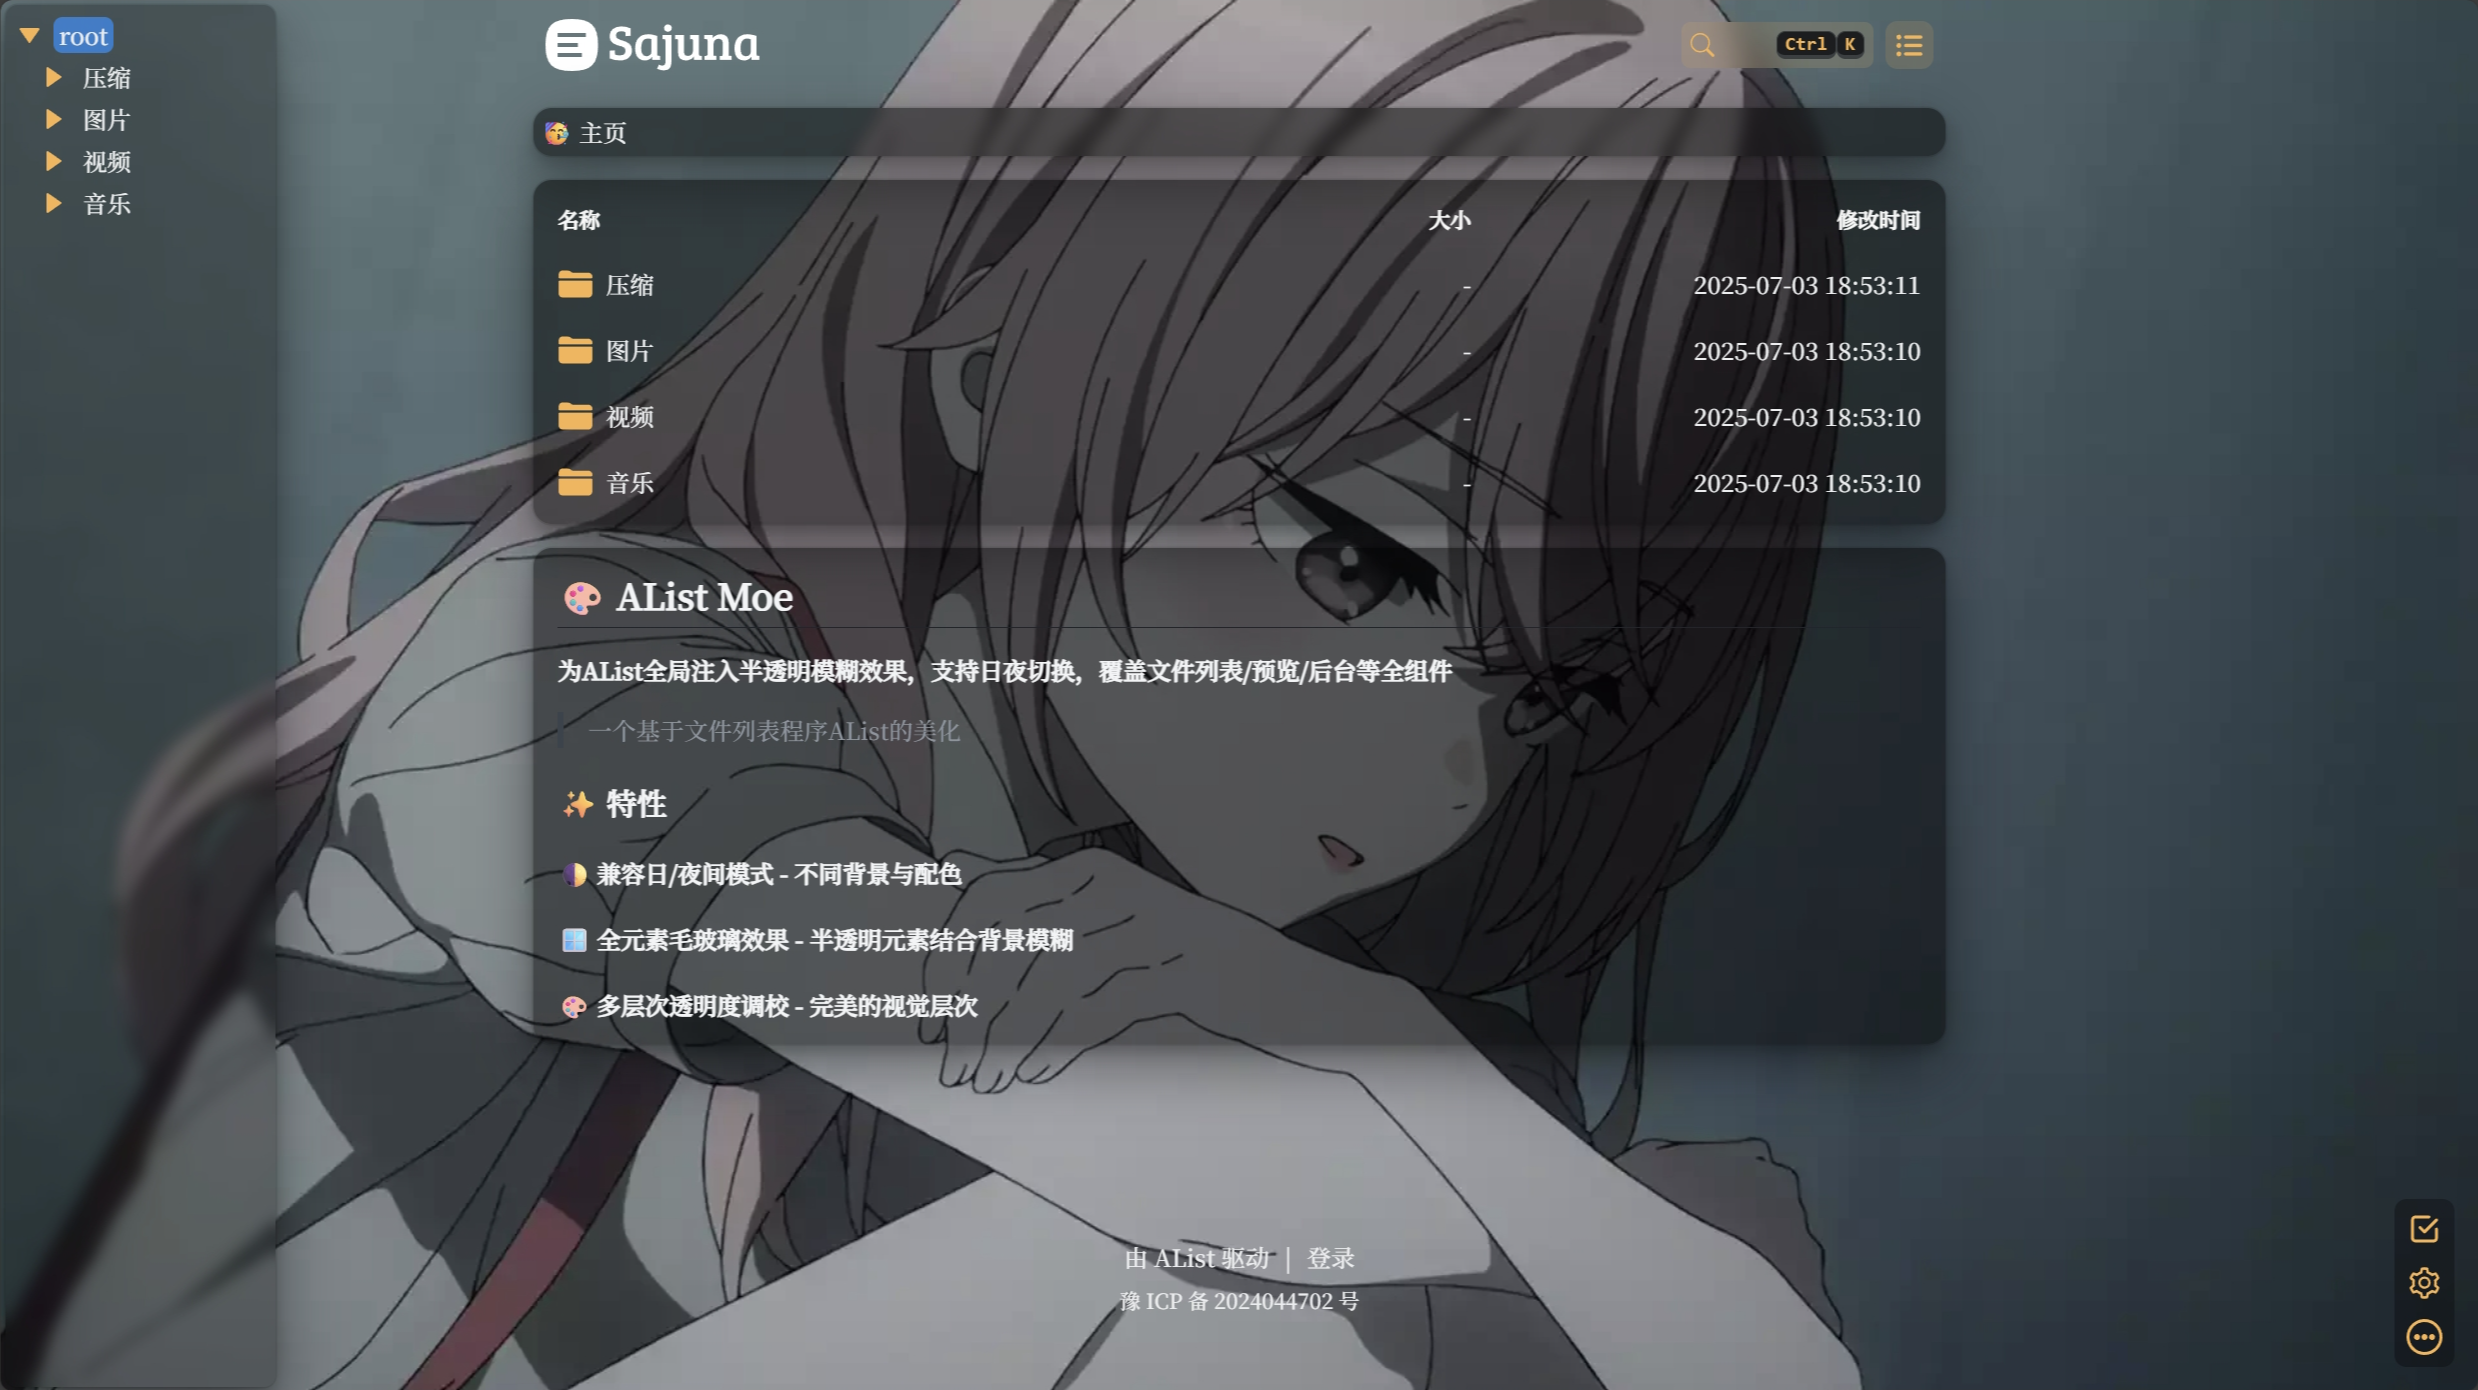 root
压缩
图片
视频
音乐
Sajuna
Ctrl K
主页
名称 大小 修改时间
压缩 - 2025-07-03 18:53:11
图片 - 2025-07-03 18:53:10
视频 - 2025-07-03 18:53:10
音乐 - 2025-07-03 18:53:10
AList Moe
为AList全局注入半透明模糊效果，支持日夜切换，覆盖文件列表/预览/后台等全组件
一个基于文件列表程序AList的美化
特性
兼容日/夜间模式 - 不同背景与配色
全元素毛玻璃效果 - 半透明元素结合背景模糊
多层次透明度调校 - 完美的视觉层次
由 AList 驱动 | 登录
豫 ICP 备 2024044702 号